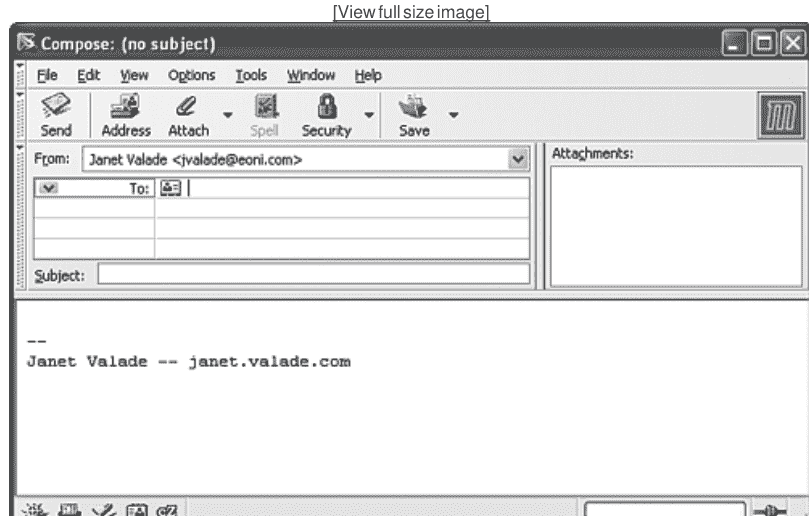 [View full size image]
Compose: (no subject)
File Edit View Options Tools Window Help
Send Address Attach Spell Security Save
From: Janet Valade <jvalade@eoni.com>
Attachments:
To:
Subject:
--
Janet Valade -- janet.valade.com